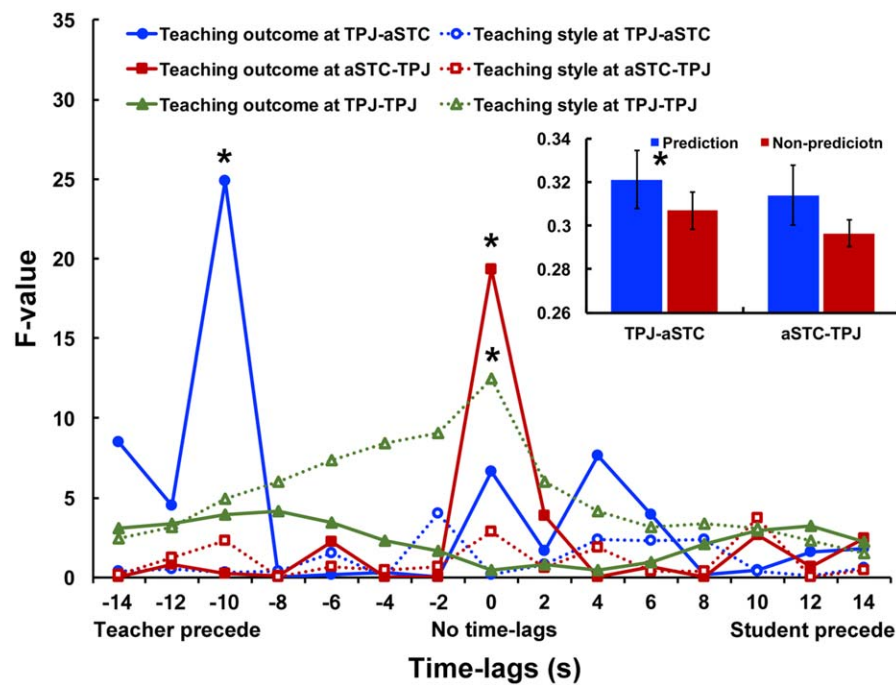 35
30
25
20
15
10
5
0
F-value
Teaching outcome at TPJ-aSTC
Teaching style at TPJ-aSTC
Teaching outcome at aSTC-TPJ
Teaching style at aSTC-TPJ
Teaching outcome at TPJ-TPJ
Teaching style at TPJ-TPJ
*
*
*
0.34
0.32
0.3
0.28
0.26
Prediction
Non-prediciotn
*
TPJ-aSTC
aSTC-TPJ
-14 -12 -10 -8 -6 -4 -2 0 2 4 6 8 10 12 14
Teacher precede
No time-lags
Student precede
Time-lags (s)